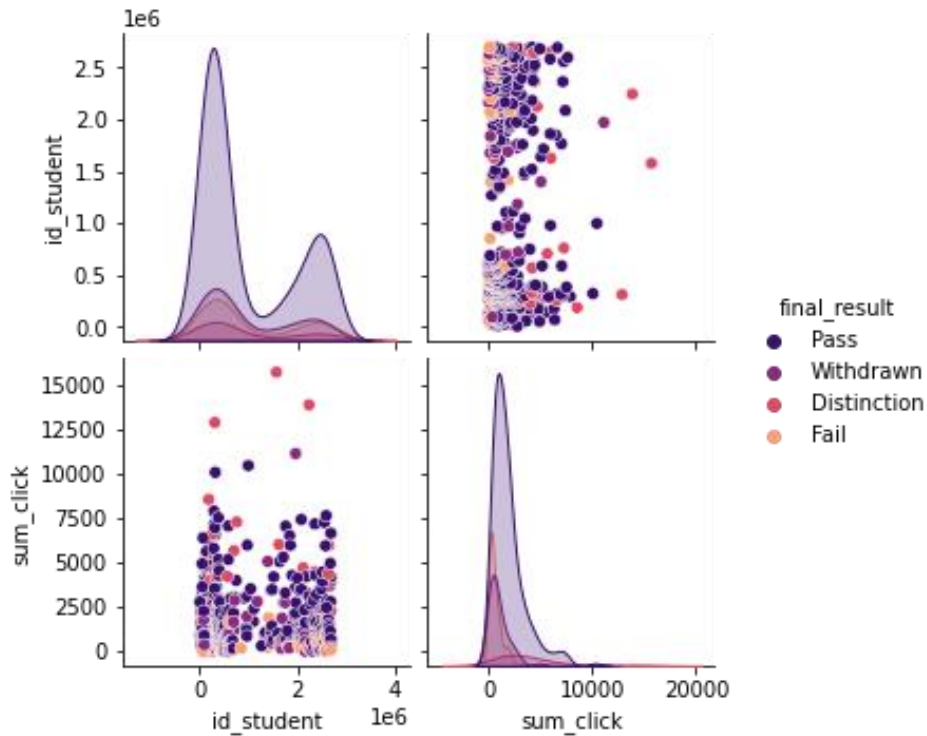 1e6
2.5
2.0
1.5
1.0
0.5
0.0
id_student
final_result
Pass
Withdrawn
Distinction
Fail
15000
12500
10000
7500
5000
2500
0
sum_click
0 2 4
1e6
id_student
0 10000 20000
sum_click